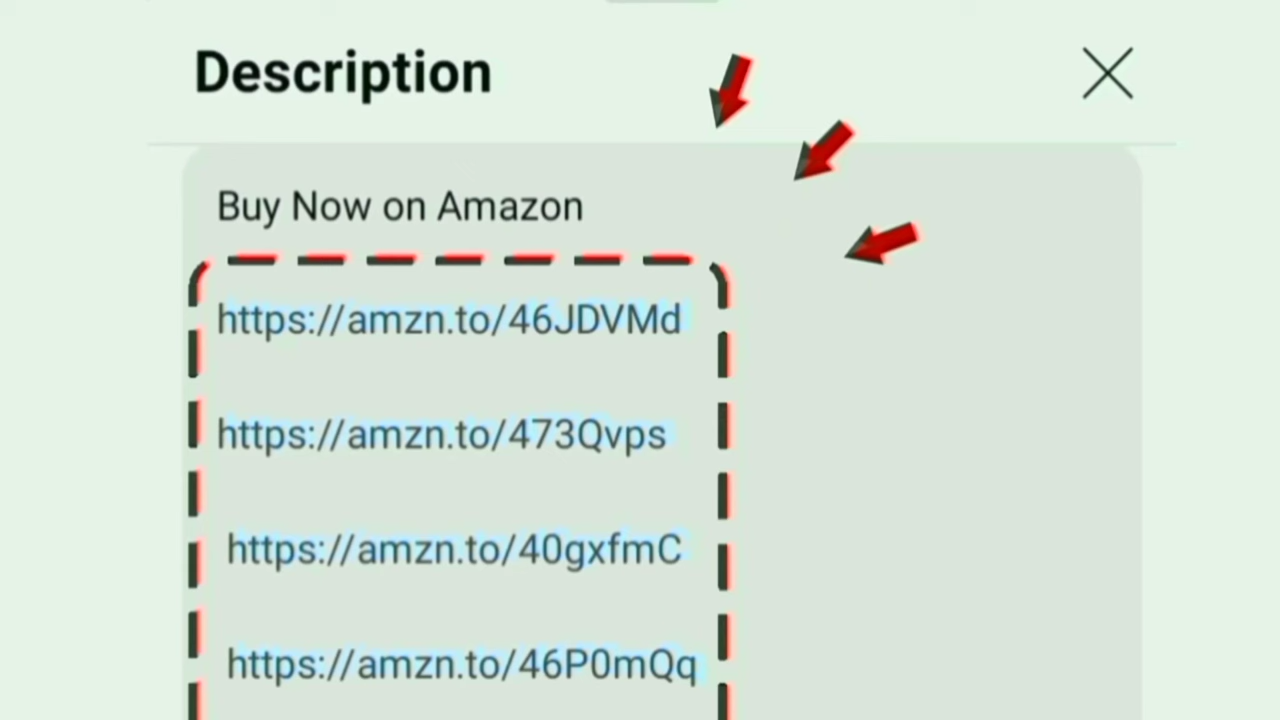 Description
Buy Now on Amazon
https://amzn.to/46JDVMd
https://amzn.to/473Qvps
https://amzn.to/40gxfmC
https://amzn.to/46P0mQq